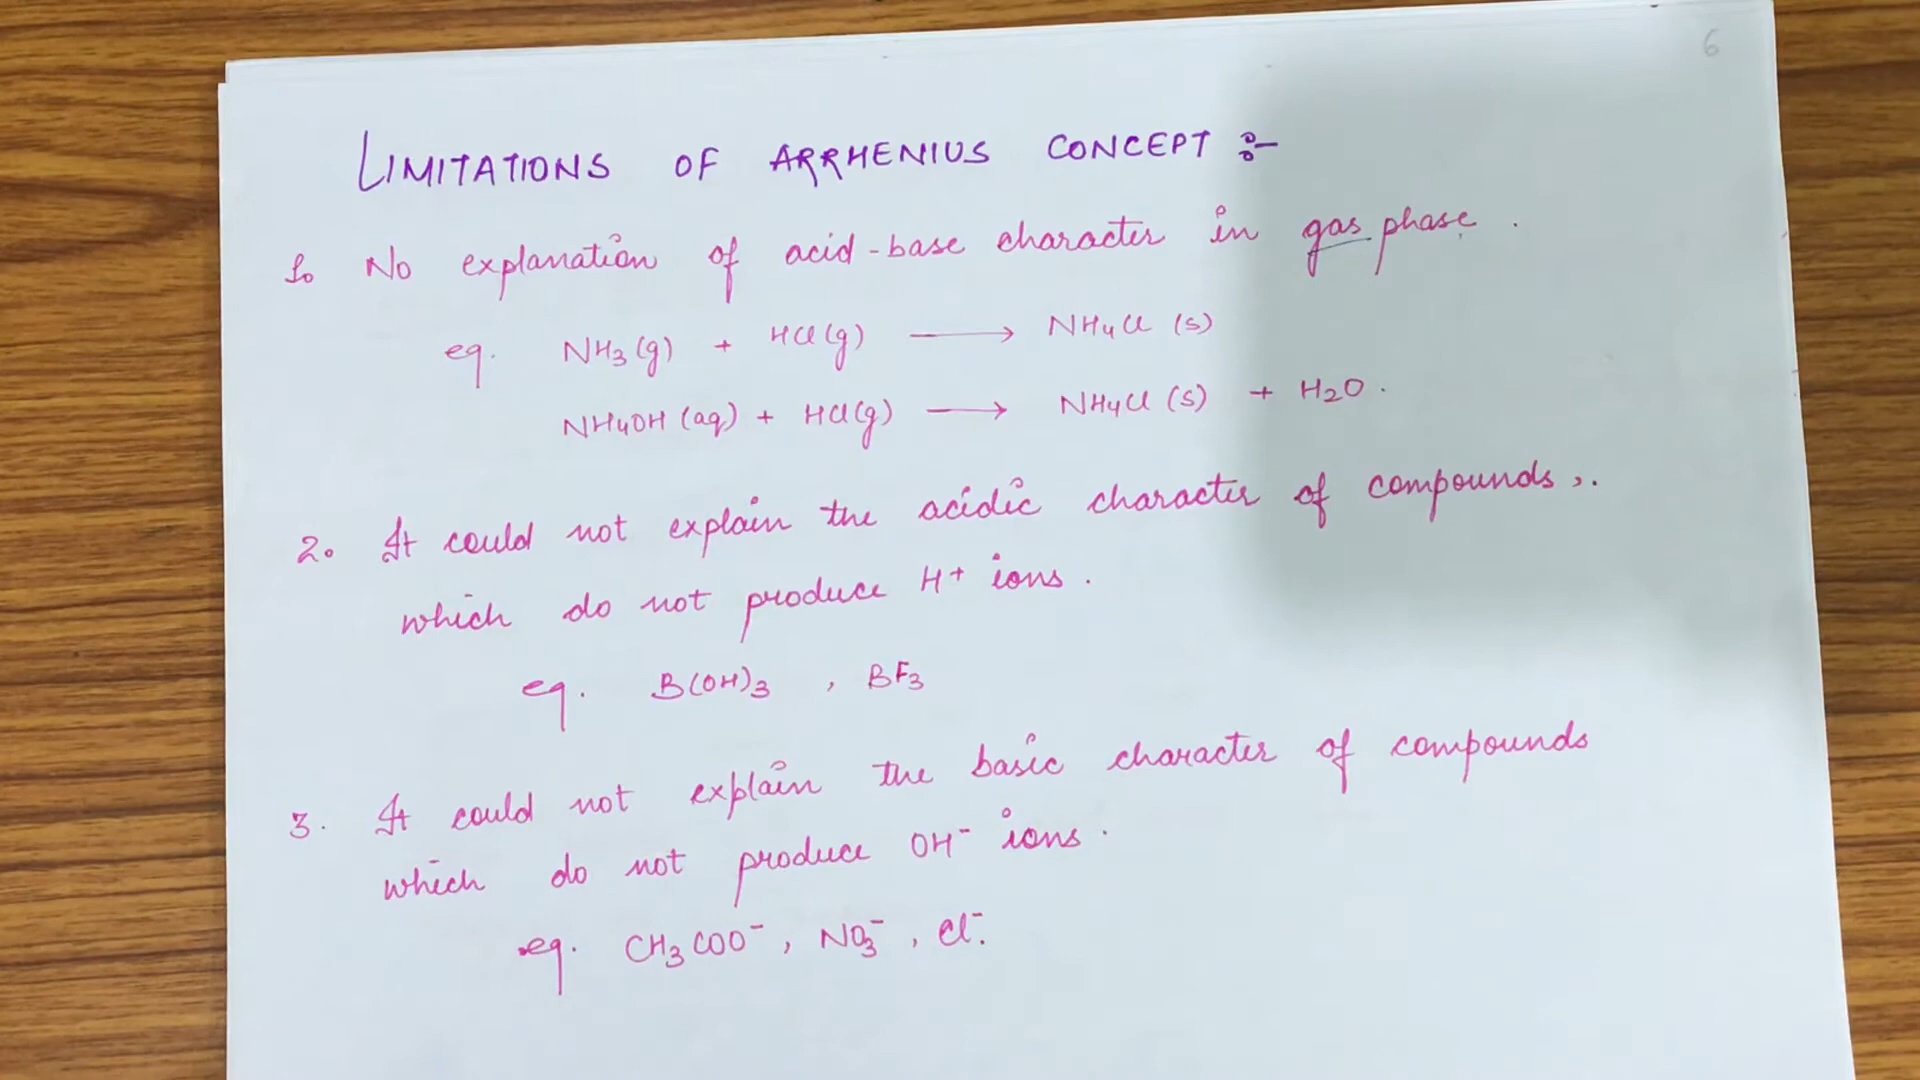 6
LIMITATIONS OF ARRHENIUS CONCEPT :-
1. No explanation of acid-base character in gas phase.
eg. NH3(g) + HCl(g) ⟶ NH4Cl (s)
NH4OH (aq) + HCl(g) ⟶ NH4Cl (s) + H2O.
2. It could not explain the acidic character of compounds,.
which do not produce H+ ions.
eg. B(OH)3, BF3
3. It could not explain the basic character of compounds
which do not produce OH⁻ ions.
eg. CH3COO⁻, NO3⁻, Cl⁻.